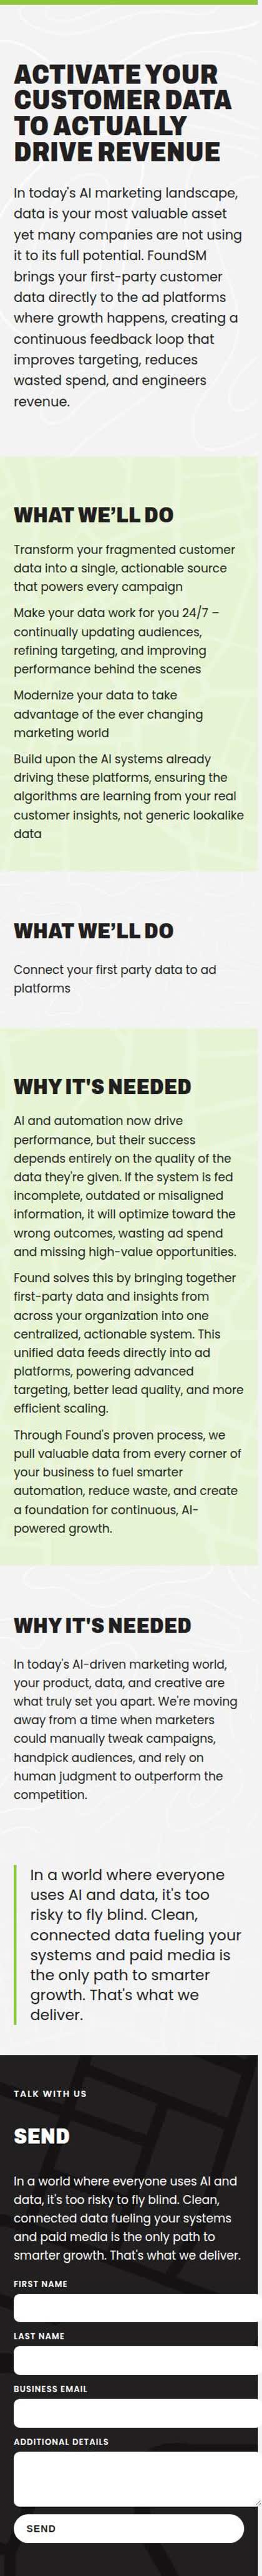 ACTIVATE YOUR
CUSTOMER DATA
TO ACTUALLY
DRIVE REVENUE
In today's AI marketing landscape,
data is your most valuable asset
yet many companies are not using
it to its full potential. FoundSM
brings your first-party customer
data directly to the ad platforms
where growth happens, creating a
continuous feedback loop that
improves targeting, reduces
wasted spend, and engineers
revenue.
WHAT WE'LL DO
Transform your fragmented customer
data into a single, actionable source
that powers every campaign
Make your data work for you 24/7 –
continually updating audiences,
refining targeting, and improving
performance behind the scenes
Modernize your data to take
advantage of the ever changing
marketing world
Build upon the AI systems already
driving these platforms, ensuring the
algorithms are learning from your real
customer insights, not generic lookalike
data
WHAT WE'LL DO
Connect your first party data to ad
platforms
WHY IT'S NEEDED
AI and automation now drive
performance, but their success
depends entirely on the quality of the
data they're given. If the system is fed
incomplete, outdated or misaligned
information, it will optimize toward the
wrong outcomes, wasting ad spend
and missing high-value opportunities.
Found solves this by bringing together
first-party data and insights from
across your organization into one
centralized, actionable system. This
unified data feeds directly into ad
platforms, powering advanced
targeting, better lead quality, and more
efficient scaling.
Through Found's proven process, we
pull valuable data from every corner of
your business to fuel smarter
automation, reduce waste, and create
a foundation for continuous, AI-
powered growth.
WHY IT'S NEEDED
In today's AI-driven marketing world,
your product, data, and creative are
what truly set you apart. We're moving
away from a time when marketers
could manually tweak campaigns,
handpick audiences, and rely on
human judgment to outperform the
competition.
In a world where everyone
uses AI and data, it's too
risky to fly blind. Clean,
connected data fueling your
systems and paid media is
the only path to smarter
growth. That's what we
deliver.
TALK WITH US
SEND
In a world where everyone uses AI and
data, it's too risky to fly blind. Clean,
connected data fueling your systems
and paid media is the only path to
smarter growth. That's what we deliver.
FIRST NAME
LAST NAME
BUSINESS EMAIL
ADDITIONAL DETAILS
SEND